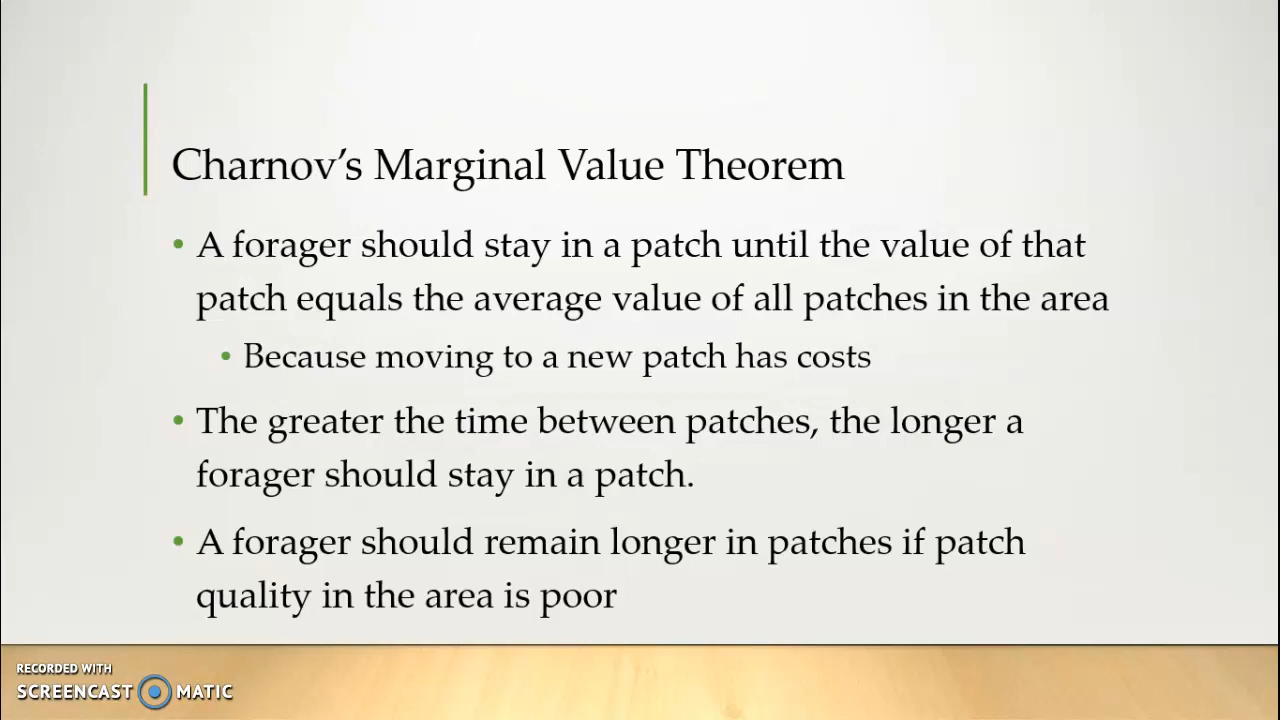 Charnov’s Marginal Value Theorem
• A forager should stay in a patch until the value of that
patch equals the average value of all patches in the area
• Because moving to a new patch has costs
• The greater the time between patches, the longer a
forager should stay in a patch.
• A forager should remain longer in patches if patch
quality in the area is poor
RECORDED WITH
SCREENCAST MATIC